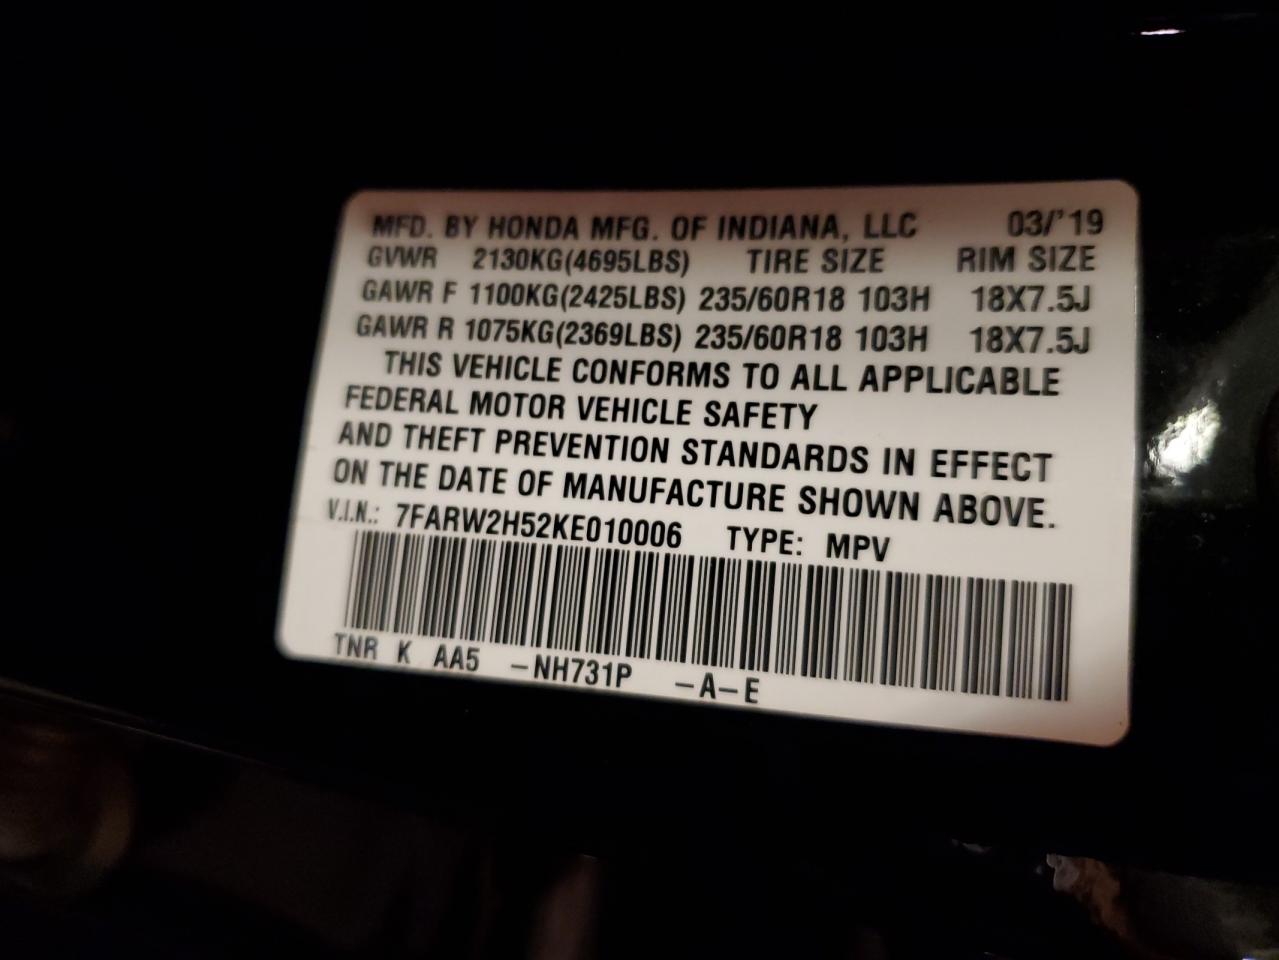 MFD. BY HONDA MFG. OF INDIANA, LLC 03/'19
GVWR 2130KG(4695LBS) TIRE SIZE RIM SIZE
GAWR F 1100KG(2425LBS) 235/60R18 103H 18X7.5J
GAWR R 1075KG(2369LBS) 235/60R18 103H 18X7.5J
THIS VEHICLE CONFORMS TO ALL APPLICABLE
FEDERAL MOTOR VEHICLE SAFETY
AND THEFT PREVENTION STANDARDS IN EFFECT
ON THE DATE OF MANUFACTURE SHOWN ABOVE.
V.I.N.: 7FARW2H52KE010006 TYPE: MPV
TNR K AA5 -NH731P -A-E